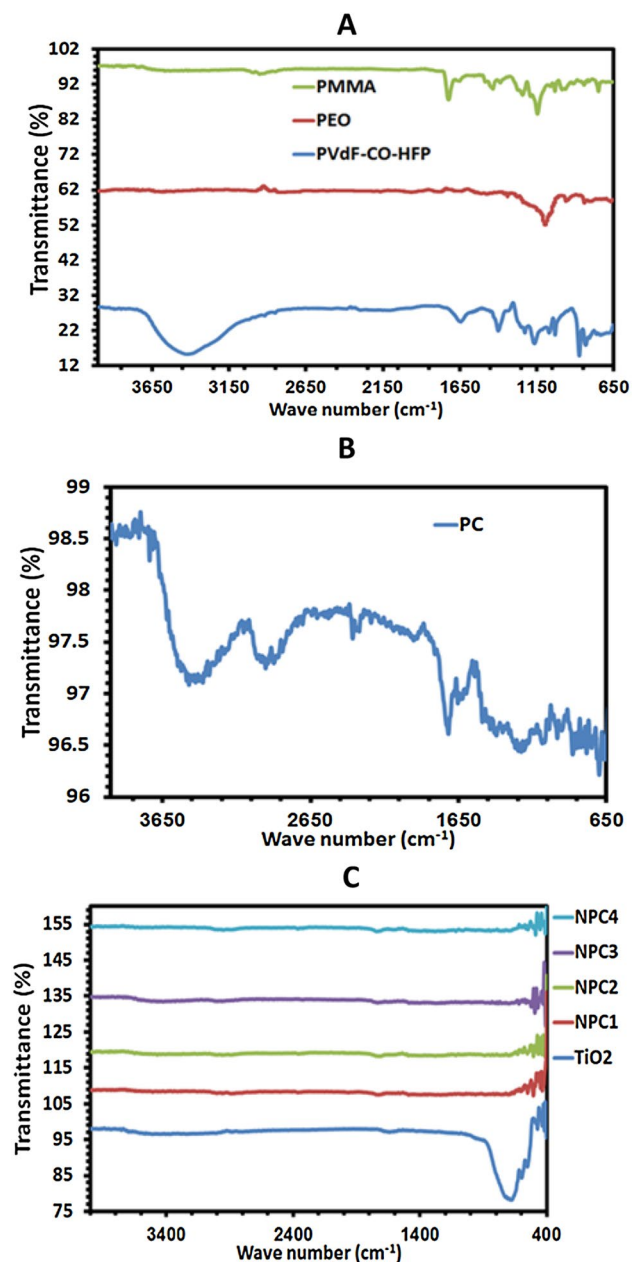 A
102
92
82
72
62
52
42
32
22
12
Transmittance (%)
PMMA
PEO
PVdF-CO-HFP
3650 3150 2650 2150 1650 1150 650
Wave number (cm⁻¹)
B
99
98.5
98
97.5
97
96.5
96
Transmittance (%)
PC
3650 2650 1650 650
Wave number (cm⁻¹)
C
155
145
135
125
115
105
95
85
75
Transmittance (%)
NPC4
NPC3
NPC2
NPC1
TiO2
3400 2400 1400 400
Wave number (cm⁻¹)